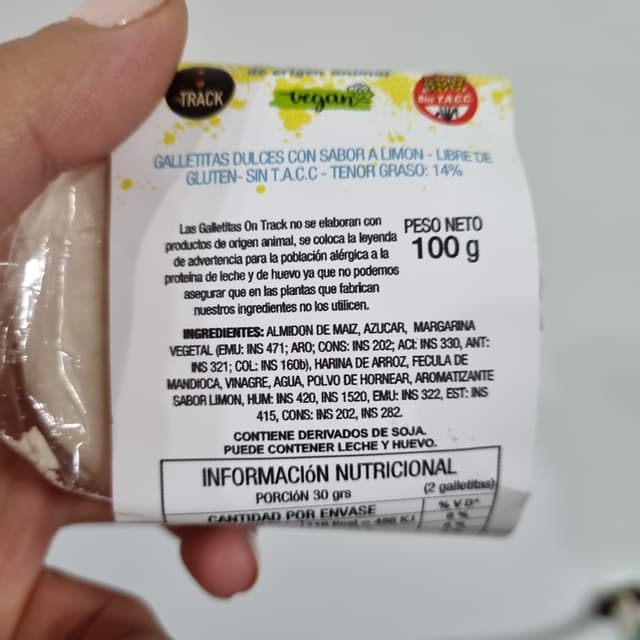 de origen animal
TRACK
vegan
SIN T.A.C.C.
GALLETITAS DULCES CON SABOR A LIMON - LIBRE DE
GLUTEN- SIN T.A.C.C - TENOR GRASO: 14%
Las Galletitas On Track no se elaboran con
productos de origen animal, se coloca la leyenda
de advertencia para la población alérgica a la
proteína de leche y de huevo ya que no podemos
asegurar que en las plantas que fabrican
nuestros ingredientes no los utilicen.
PESO NETO
100 g
INGREDIENTES: ALMIDON DE MAIZ, AZUCAR, MARGARINA
VEGETAL (EMU: INS 471; ARO; CONS: INS 202; ACI: INS 330, ANT:
INS 321; COL: INS 160b), HARINA DE ARROZ, FECULA DE
MANDIOCA, VINAGRE, AGUA, POLVO DE HORNEAR, AROMATIZANTE
SABOR LIMON, HUM: INS 420, INS 1520, EMU: INS 322, EST: INS
415, CONS: INS 202, INS 282.
CONTIENE DERIVADOS DE SOJA.
PUEDE CONTENER LECHE Y HUEVO.
INFORMACIÓN NUTRICIONAL
PORCIÓN 30 grs (2 galletitas)
CANTIDAD POR ENVASE % V D*